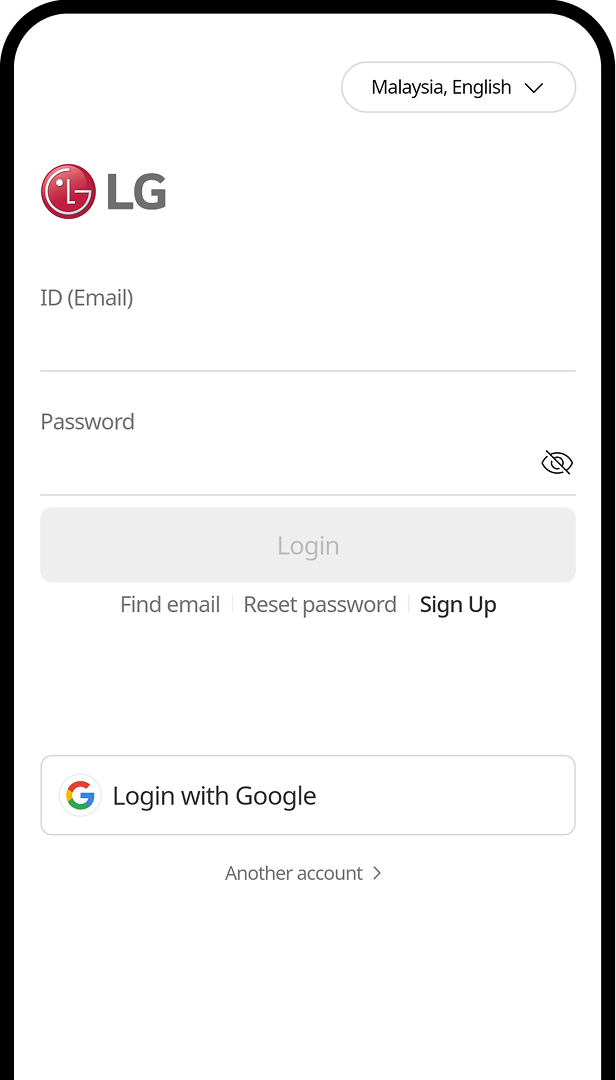 Malaysia, English
LG
ID (Email)
Password
Login
Find email Reset password Sign Up
Login with Google
Another account